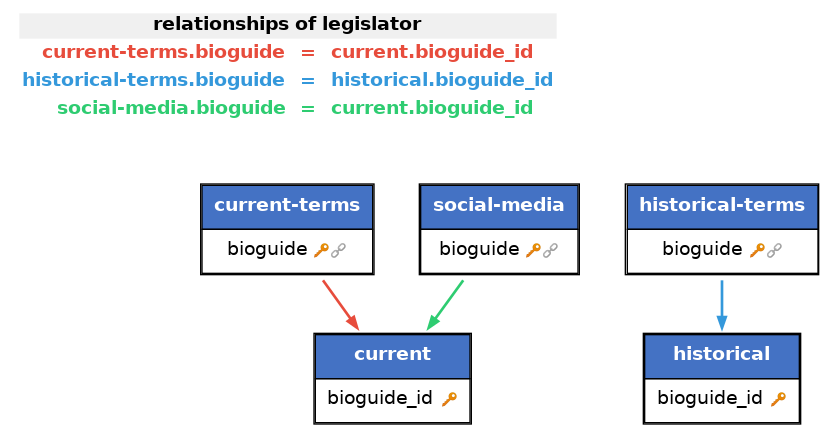 relationships of legislator
current-terms.bioguide = current.bioguide_id
historical-terms.bioguide = historical.bioguide_id
social-media.bioguide = current.bioguide_id
current-terms social-media historical-terms
bioguide bioguide bioguide
current historical
bioguide_id bioguide_id